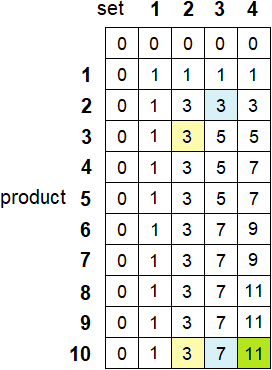 set 1 2 3 4
0 0 0 0 0
1 0 1 1 1 1
2 0 1 3 3 3
3 0 1 3 5 5
4 0 1 3 5 7
product 5 0 1 3 5 7
6 0 1 3 7 9
7 0 1 3 7 9
8 0 1 3 7 11
9 0 1 3 7 11
10 0 1 3 7 11